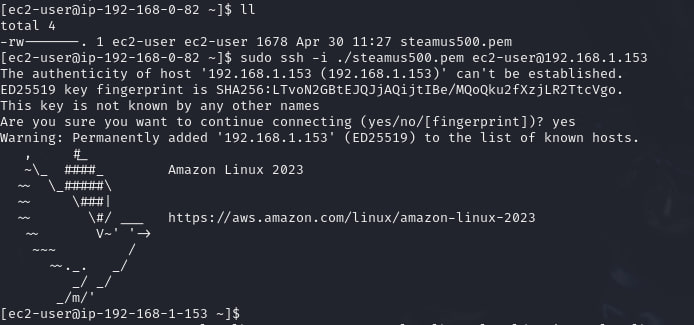 [ec2-user@ip-192-168-0-82 ~]$ ll
total 4
-rw-------. 1 ec2-user ec2-user 1678 Apr 30 11:27 steamus500.pem
[ec2-user@ip-192-168-0-82 ~]$ sudo ssh -i ./steamus500.pem ec2-user@192.168.1.153
The authenticity of host '192.168.1.153 (192.168.1.153)' can't be established.
ED25519 key fingerprint is SHA256:LTvoN2GBtEJQJjAQijtIBe/MQoQku2fXzjLR2TtcVgo.
This key is not known by any other names
Are you sure you want to continue connecting (yes/no/[fingerprint])? yes
Warning: Permanently added '192.168.1.153' (ED25519) to the list of known hosts.
   ,     #_
   ~\_  ####_        Amazon Linux 2023
  ~~  \_#####\
  ~~     \###|
  ~~       \#/ ___   https://aws.amazon.com/linux/amazon-linux-2023
   ~~       V~' '->
    ~~~         /
      ~~._.   _/
         _/ _/
       _/m/'
[ec2-user@ip-192-168-1-153 ~]$